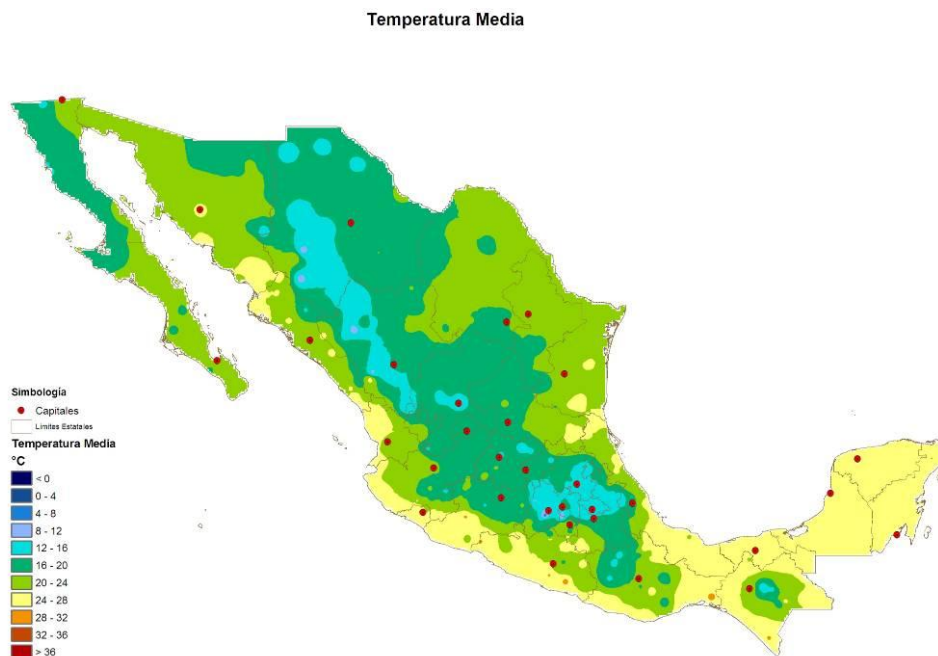 Temperatura Media
Simbología
Capitales
Límites Estatales
Temperatura Media
°C
< 0
0 - 4
4 - 8
8 - 12
12 - 16
16 - 20
20 - 24
24 - 28
28 - 32
32 - 36
> 36